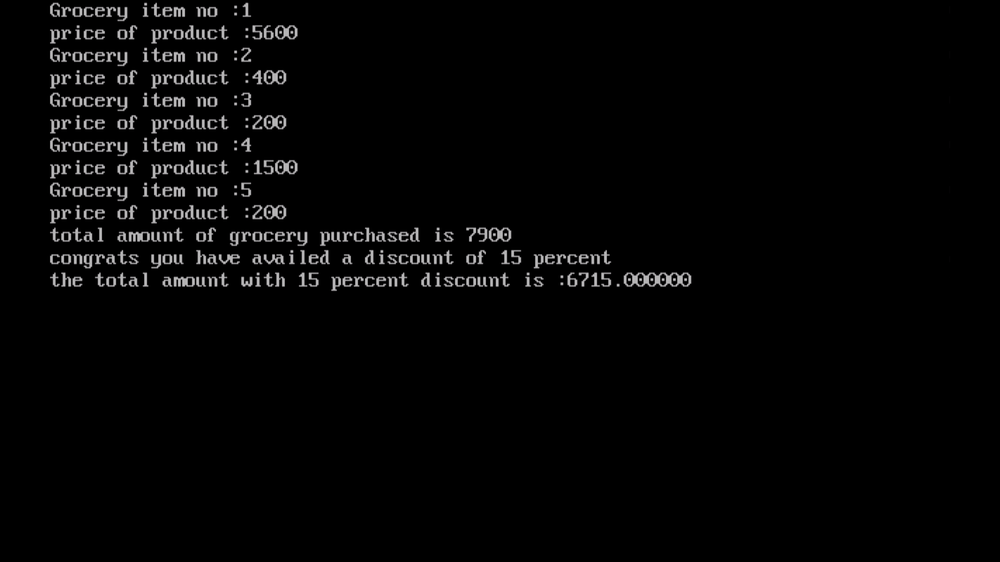 Grocery item no :1
price of product :5600
Grocery item no :2
price of product :400
Grocery item no :3
price of product :200
Grocery item no :4
price of product :1500
Grocery item no :5
price of product :200
total amount of grocery purchased is 7900
congrats you have availed a discount of 15 percent
the total amount with 15 percent discount is :6715.000000